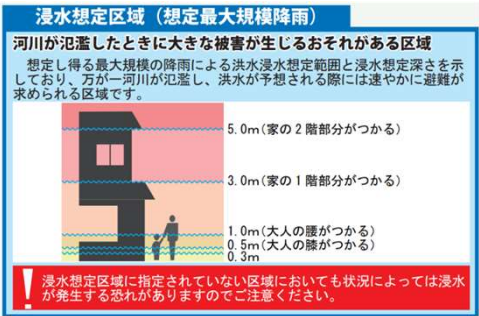 浸水想定区域（想定最大規模降雨）
河川が氾濫したときに大きな被害が生じるおそれがある区域
想定し得る最大規模の降雨による洪水浸水想定範囲と浸水想定深さを示
しており、万が一河川が氾濫し、洪水が予想される際には速やかに避難が
求められる区域です。
5.0m(家の2階部分がつかる)
3.0m(家の1階部分がつかる)
1.0m(大人の腰がつかる)
0.5m(大人の膝がつかる)
0.3m
! 浸水想定区域に指定されていない区域においても状況によっては浸水
が発生する恐れがありますのでご注意ください。